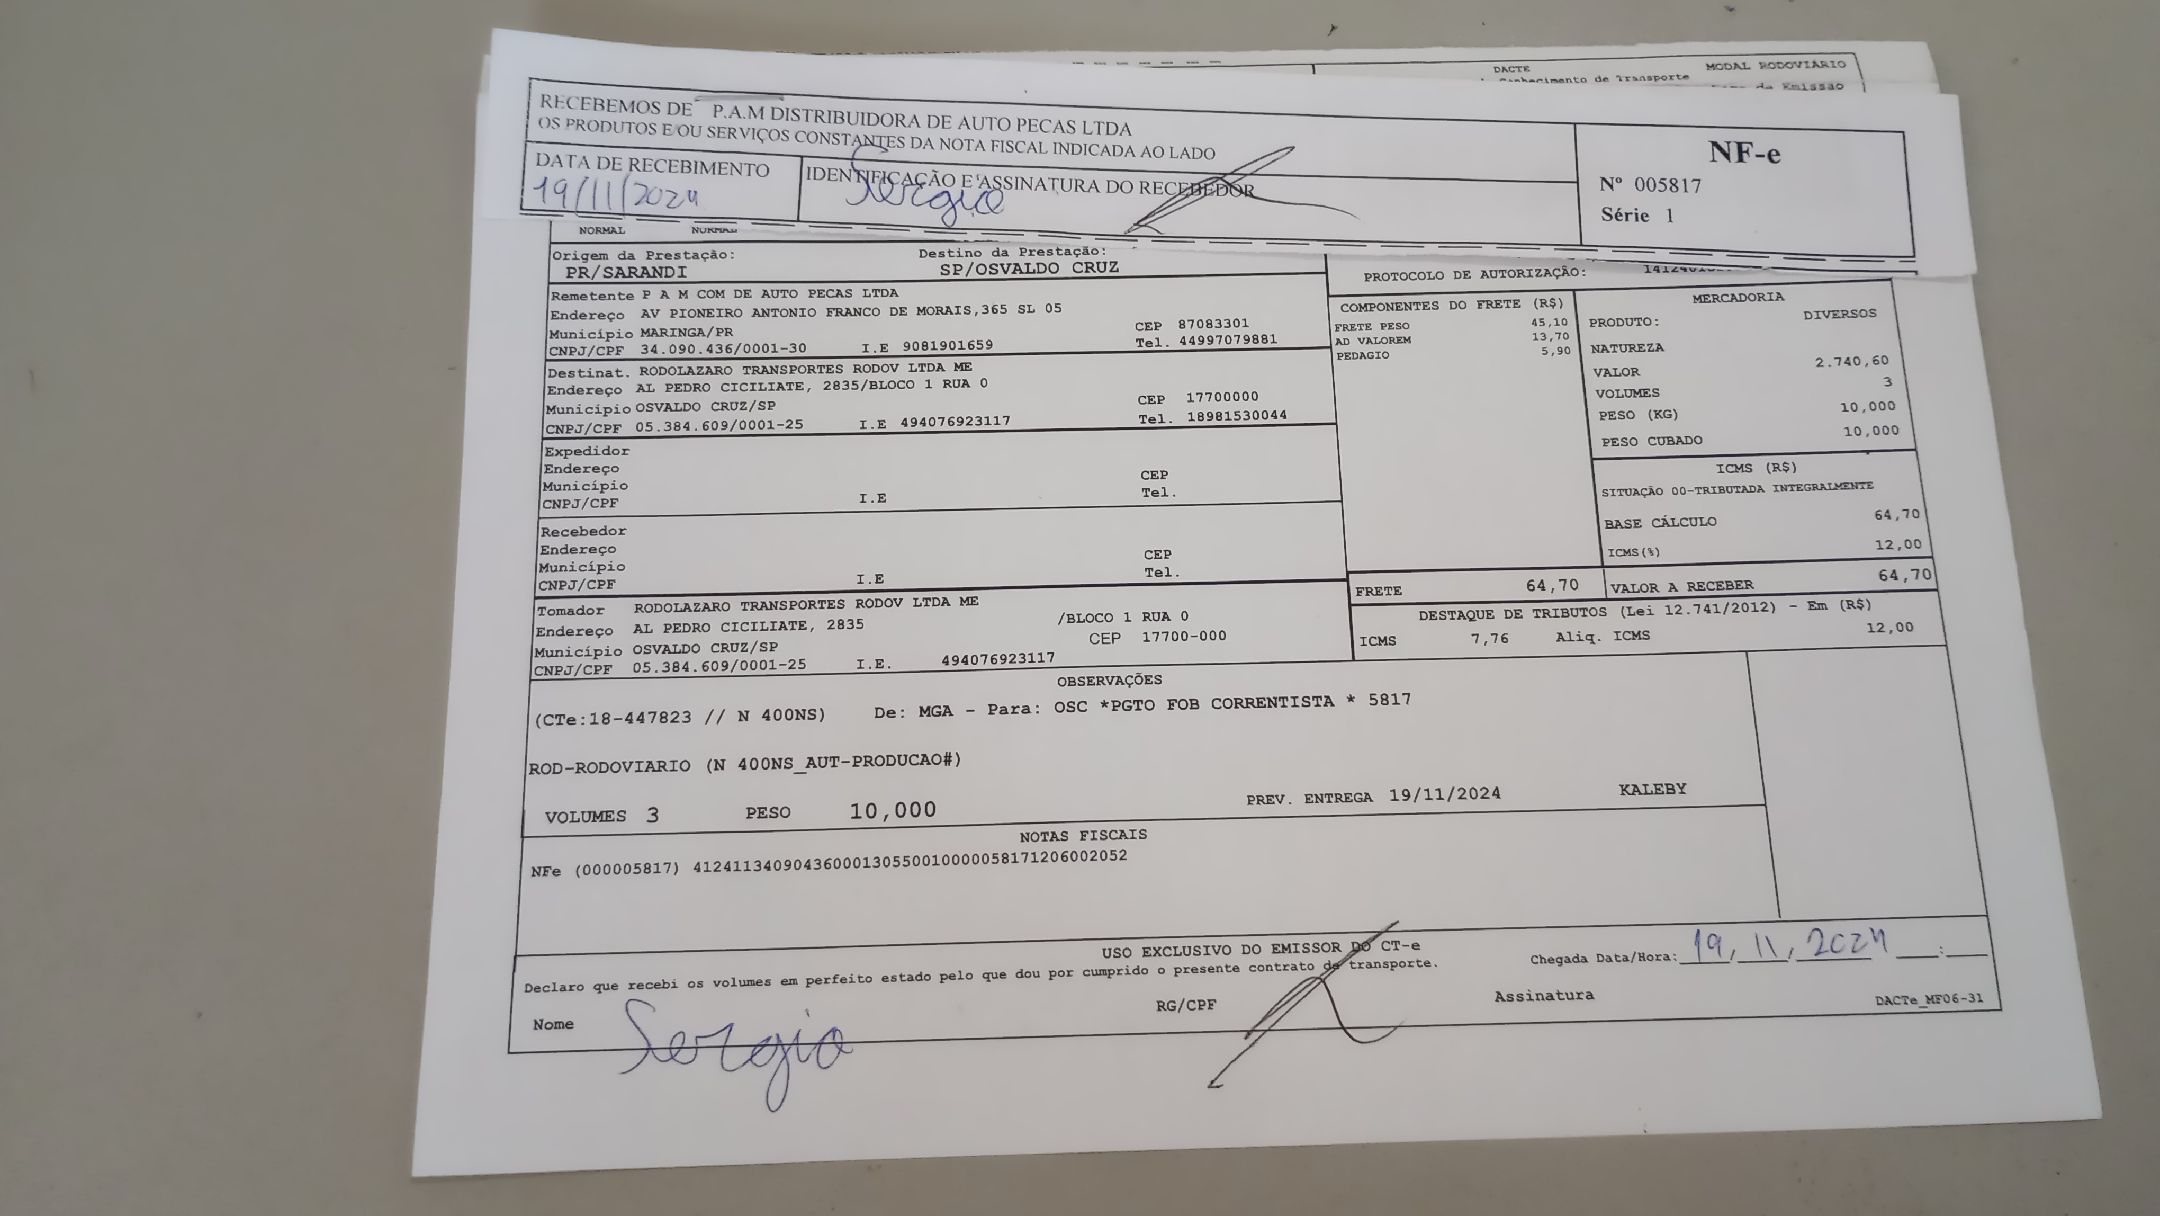 DACTE
MODAL RODOVIÁRIO
Conhecimento de Transporte
de Emissão
RECEBEMOS DE P.A.M DISTRIBUIDORA DE AUTO PECAS LTDA
OS PRODUTOS E/OU SERVIÇOS CONSTANTES DA NOTA FISCAL INDICADA AO LADO
DATA DE RECEBIMENTO
19/11/2024
IDENTIFICAÇÃO E ASSINATURA DO RECEBEDOR
Sergio
NF-e
Nº 005817
Série 1
NORMAL NORMAL
Origem da Prestação: Destino da Prestação:
PR/SARANDI SP/OSVALDO CRUZ
PROTOCOLO DE AUTORIZAÇÃO:
Remetente P A M COM DE AUTO PECAS LTDA
Endereço AV PIONEIRO ANTONIO FRANCO DE MORAIS,365 SL 05
Município MARINGA/PR CEP 87083301
CNPJ/CPF 34.090.436/0001-30 I.E 9081901659 Tel. 44997079881
Destinat. RODOLAZARO TRANSPORTES RODOV LTDA ME
Endereço AL PEDRO CICILIATE, 2835/BLOCO 1 RUA 0
Município OSVALDO CRUZ/SP CEP 17700000
CNPJ/CPF 05.384.609/0001-25 I.E 494076923117 Tel. 18981530044
Expedidor
Endereço
Município CEP
CNPJ/CPF I.E Tel.
Recebedor
Endereço
Município CEP
CNPJ/CPF I.E Tel.
Tomador RODOLAZARO TRANSPORTES RODOV LTDA ME
Endereço AL PEDRO CICILIATE, 2835 /BLOCO 1 RUA 0
Município OSVALDO CRUZ/SP CEP 17700-000
CNPJ/CPF 05.384.609/0001-25 I.E. 494076923117
COMPONENTES DO FRETE (R$)
FRETE PESO 45,10
AD VALOREM 13,70
PEDAGIO 5,90
MERCADORIA
PRODUTO: DIVERSOS
NATUREZA
VALOR 2.740,60
VOLUMES 3
PESO (KG) 10,000
PESO CUBADO 10,000
ICMS (R$)
SITUAÇÃO 00-TRIBUTADA INTEGRALMENTE
BASE CÁLCULO 64,70
ICMS(%) 12,00
FRETE 64,70 VALOR A RECEBER 64,70
DESTAQUE DE TRIBUTOS (Lei 12.741/2012) - Em (R$)
ICMS 7,76 Aliq. ICMS 12,00
OBSERVAÇÕES
(CTe:18-447823 // N 400NS) De: MGA - Para: OSC *PGTO FOB CORRENTISTA * 5817
ROD-RODOVIARIO (N 400NS_AUT-PRODUCAO#)
VOLUMES 3 PESO 10,000 PREV. ENTREGA 19/11/2024 KALEBY
NOTAS FISCAIS
NFe (000005817) 41241134090436000130550010000058171206002052
USO EXCLUSIVO DO EMISSOR DO CT-e
Declaro que recebi os volumes em perfeito estado pelo que dou por cumprido o presente contrato de transporte.
Chegada Data/Hora: 19, 11, 2024 :
Nome Sergio RG/CPF Assinatura
DACTe_MF06-31